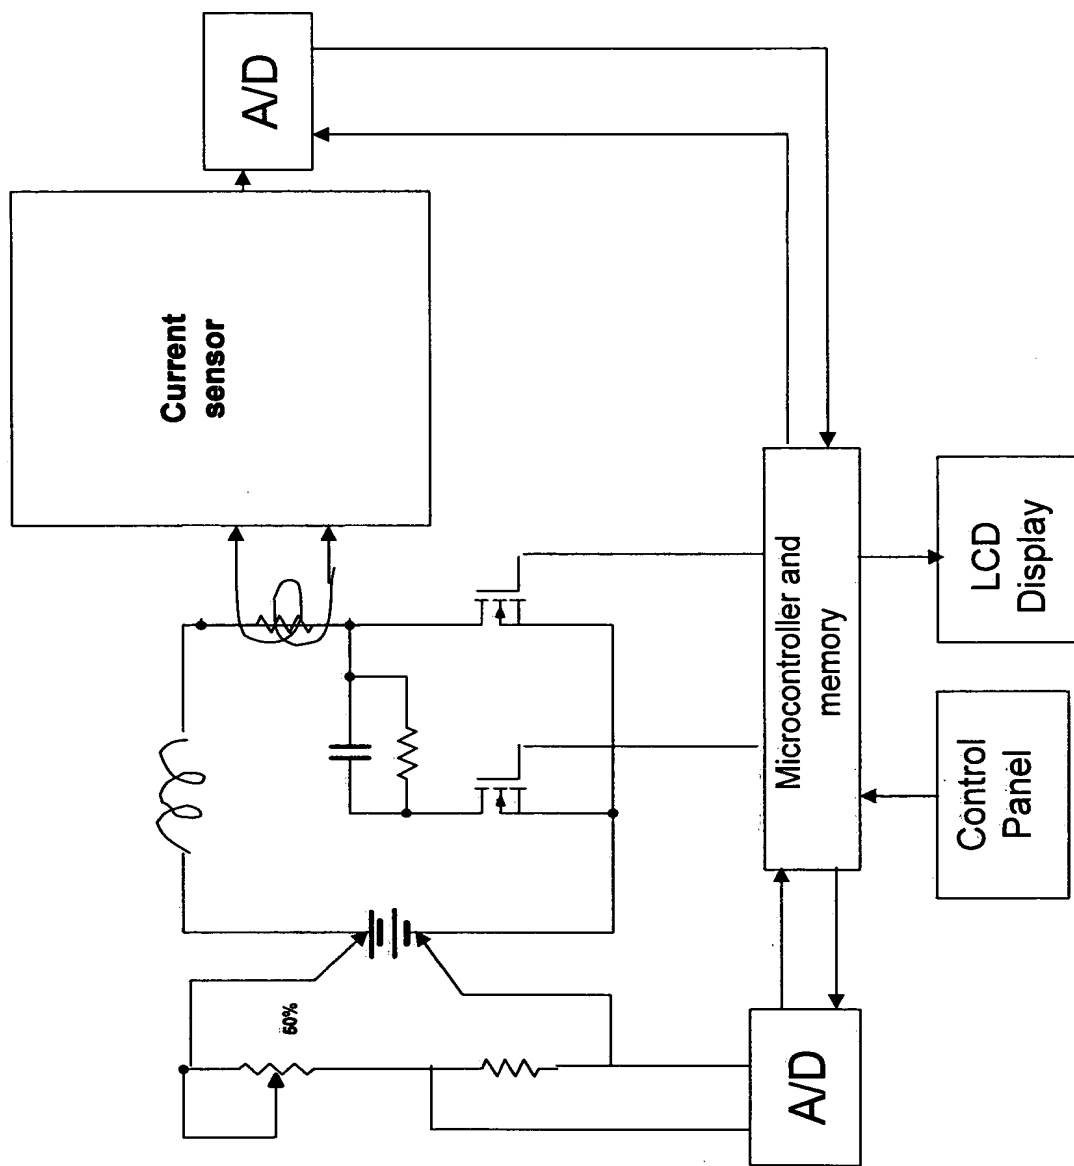 A/D
Current
sensor
Microcontroller and
memory
LCD
Display
Control
Panel
60%
A/D